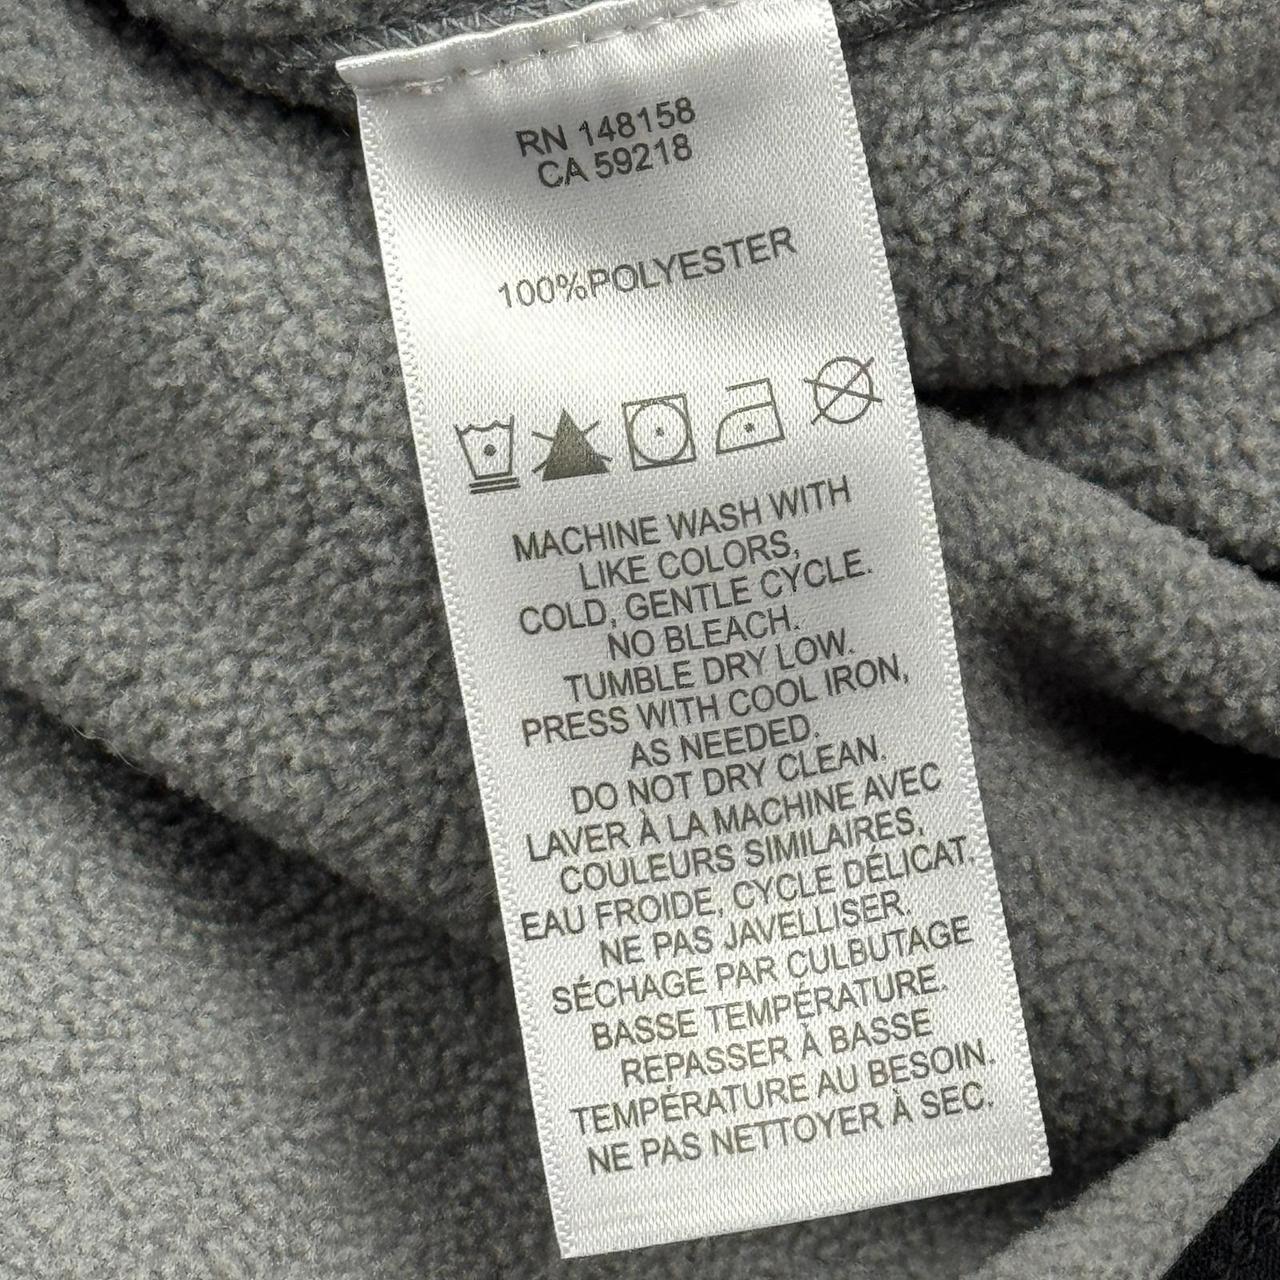 RN 148158
CA 59218
100%POLYESTER
MACHINE WASH WITH
LIKE COLORS,
COLD, GENTLE CYCLE.
NO BLEACH.
TUMBLE DRY LOW.
PRESS WITH COOL IRON,
AS NEEDED.
DO NOT DRY CLEAN.
LAVER À LA MACHINE AVEC
COULEURS SIMILAIRES,
EAU FROIDE, CYCLE DÉLICAT.
NE PAS JAVELLISER.
SÉCHAGE PAR CULBUTAGE
BASSE TEMPÉRATURE.
REPASSER À BASSE
TEMPÉRATURE AU BESOIN.
NE PAS NETTOYER À SEC.